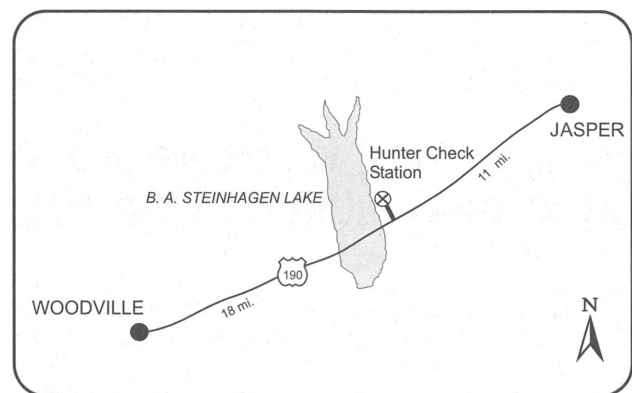 JASPER
Hunter Check
Station
11 mi.
B. A. STEINHAGEN LAKE
190
18 mi.
WOODVILLE
N